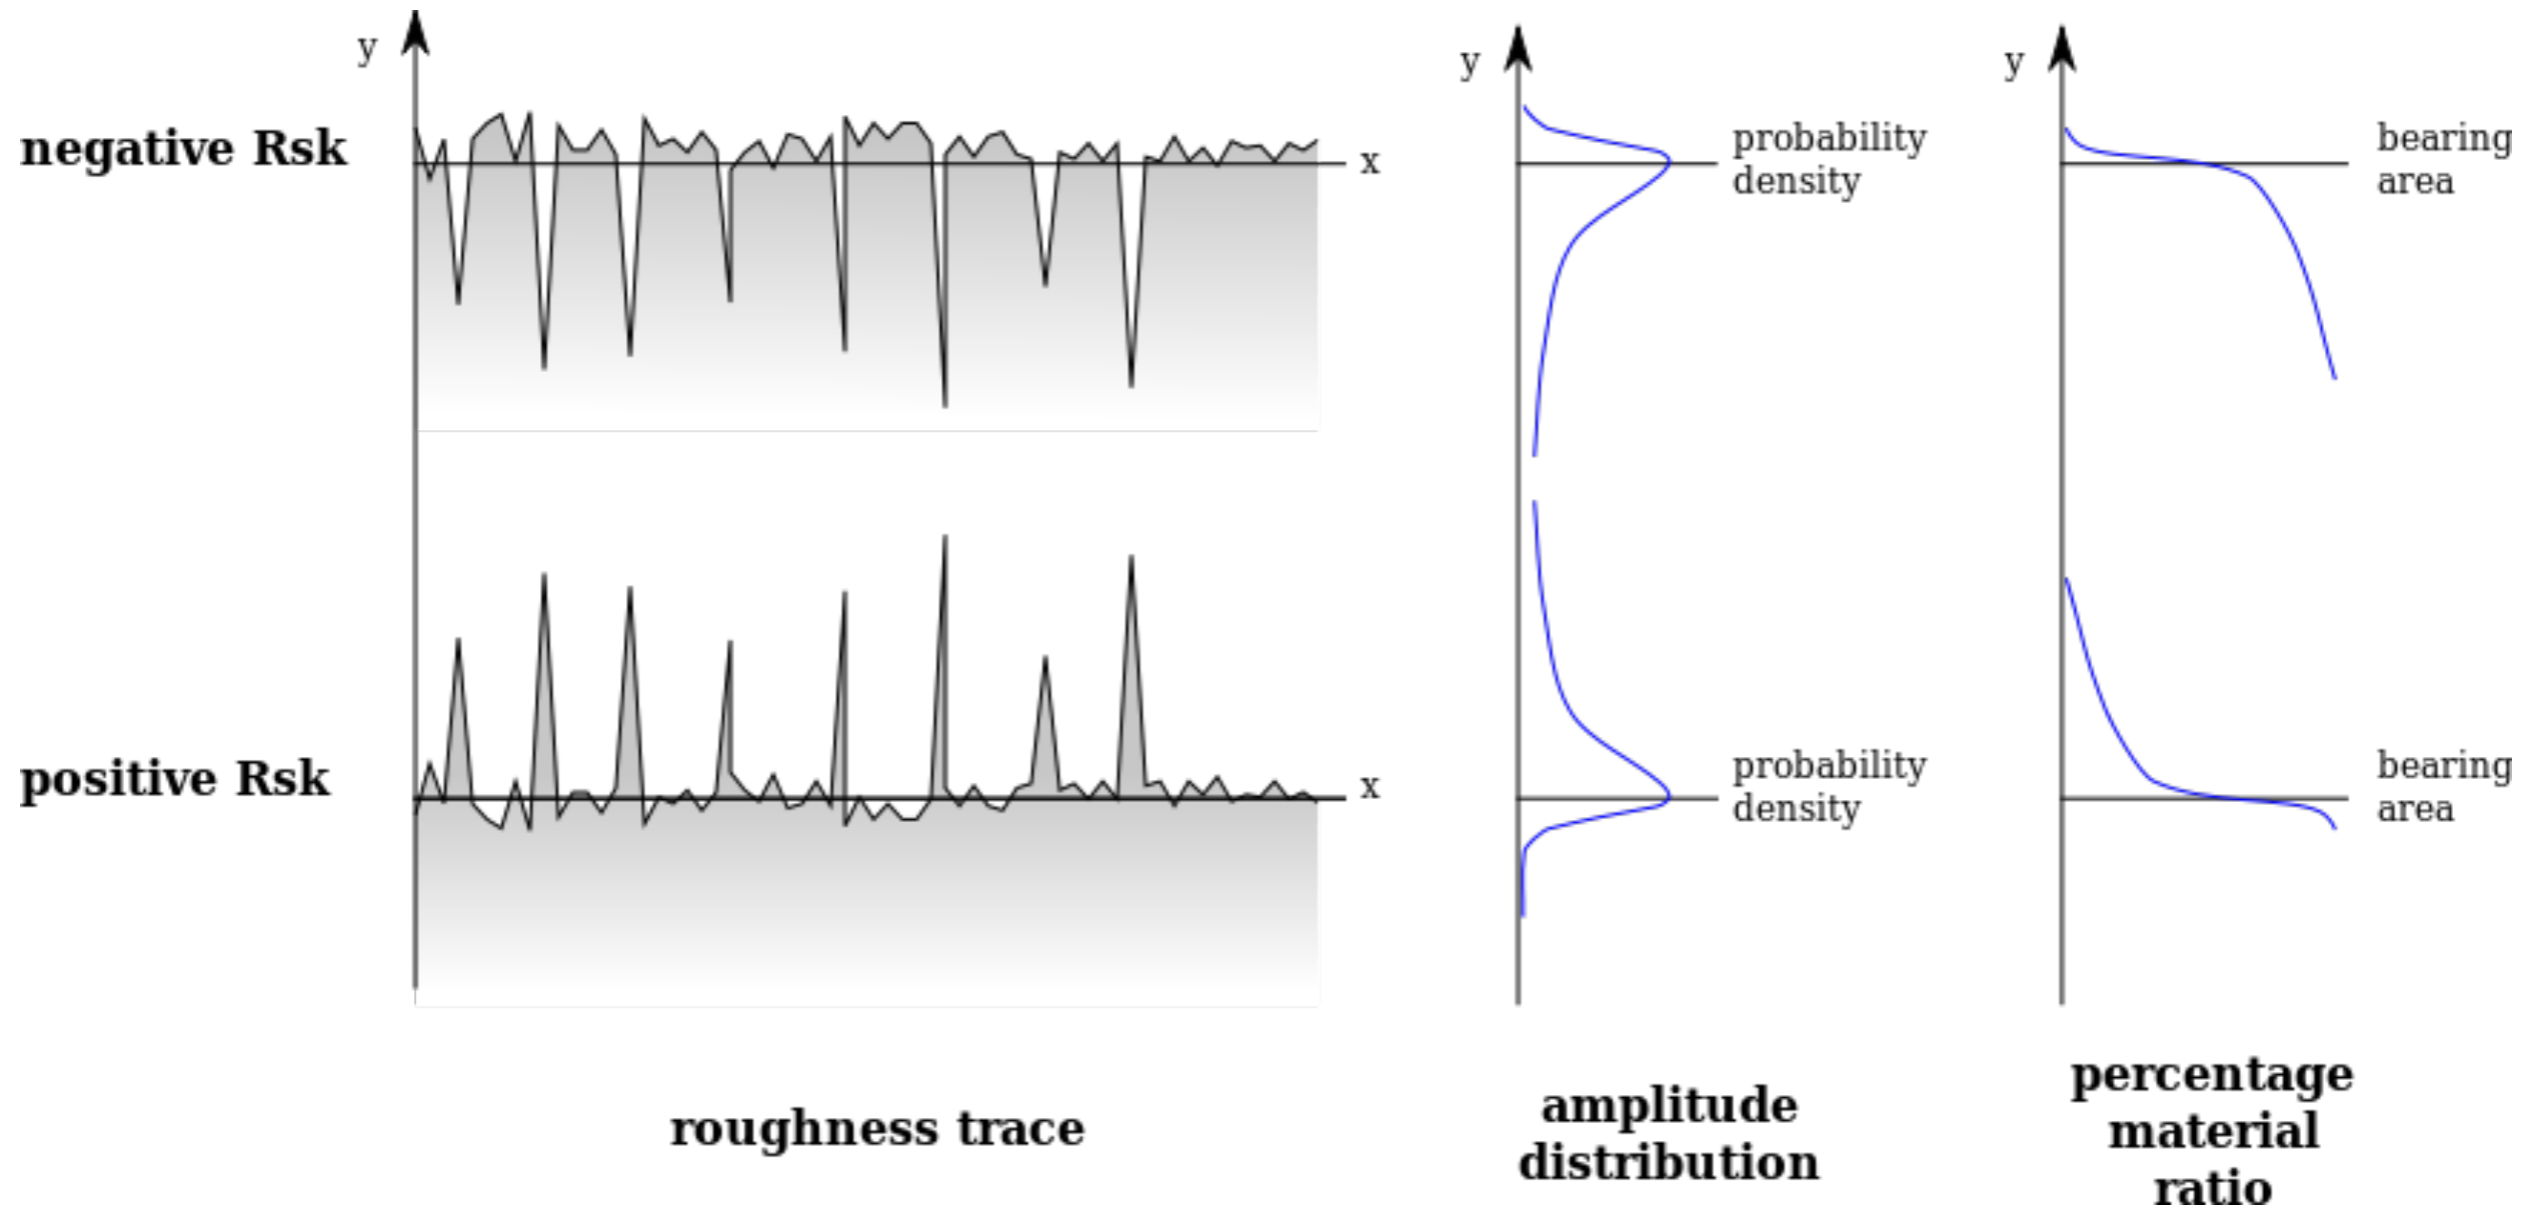 y
y
y
negative Rsk
x
probability
density
bearing
area
positive Rsk
x
probability
density
bearing
area
roughness trace
amplitude
distribution
percentage
material
ratio